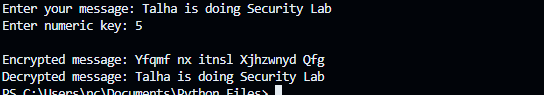 Enter your message: Talha is doing Security Lab
Enter numeric key: 5
Encrypted message: Yfqmf nx itnsl Xjhzwnyd Qfg
Decrypted message: Talha is doing Security Lab
PS C:\Users\pc\Documents\Python Files>